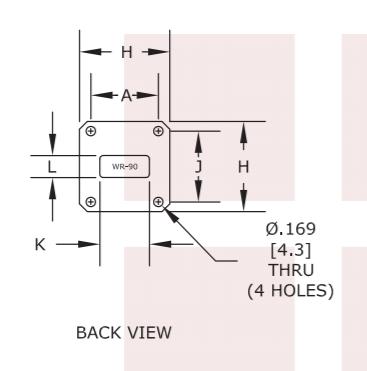 H
A
L
WR-90
J
H
K
Ø.169
[4.3]
THRU
(4 HOLES)
BACK VIEW